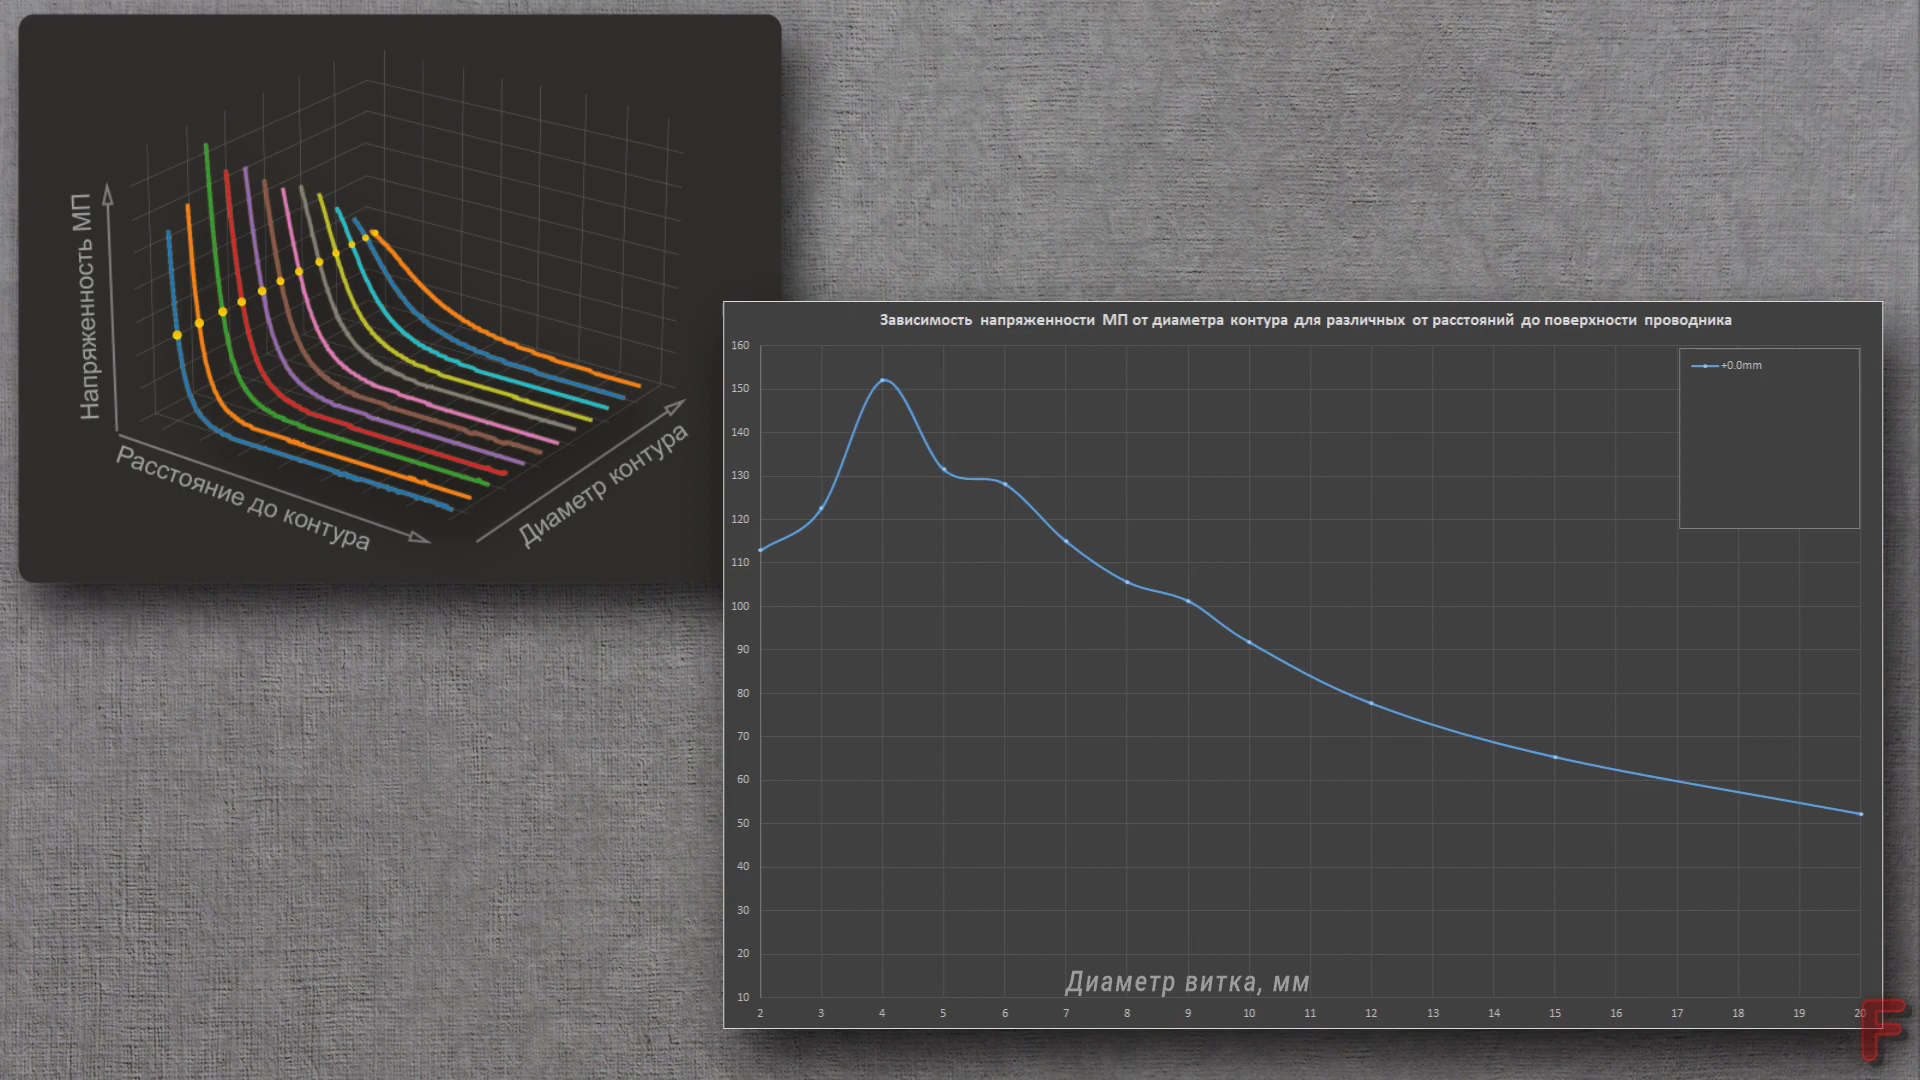 Напряженность МП
Расстояние до контура
Диаметр контура
Зависимость напряженности МП от диаметра контура для различных от расстояний до поверхности проводника
160
150
140
130
120
110
100
90
80
70
60
50
40
30
20
10
+0.0mm
Диаметр витка, мм
2 3 4 5 6 7 8 9 10 11 12 13 14 15 16 17 18 19 20
F